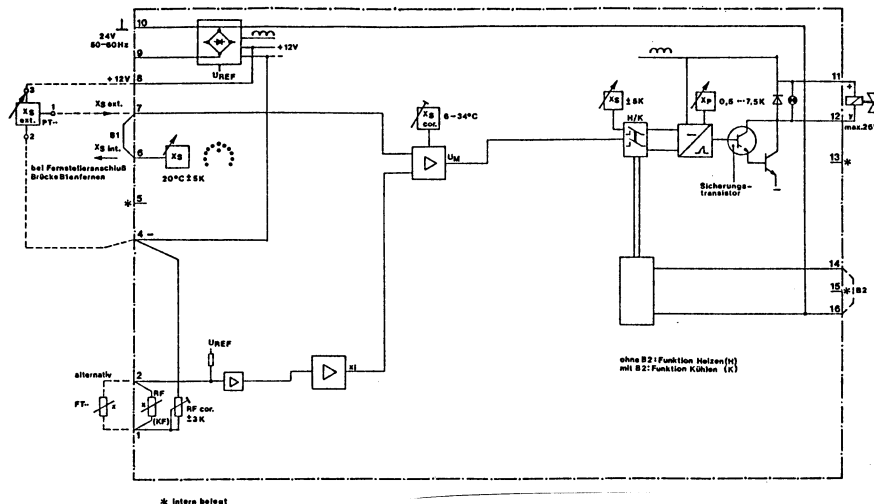 10
24V
50-60Hz
9
+12V
UREF
+12V
8
3
XS
ext.
1
PT--
2
XS ext.
7
B1
XS int.
6
XS
20°C ± 5K
bei Fernstelleranschluß
Brücke B1 entfernen
* 5
4 -
XS
cor.
6-34°C
UM
XS
±5K
H/K
XP
0,5 ... 7,5K
Sicherungs-
transistor
11
+
12
y
max.26
13
*
14
15
*
B2
16
ohne B2: Funktion Heizen (H)
mit B2: Funktion Kühlen (K)
UREF
xi
alternativ
2
FT--
x
x
RF
(KF)
RF cor.
±3K
1
* intern belegt